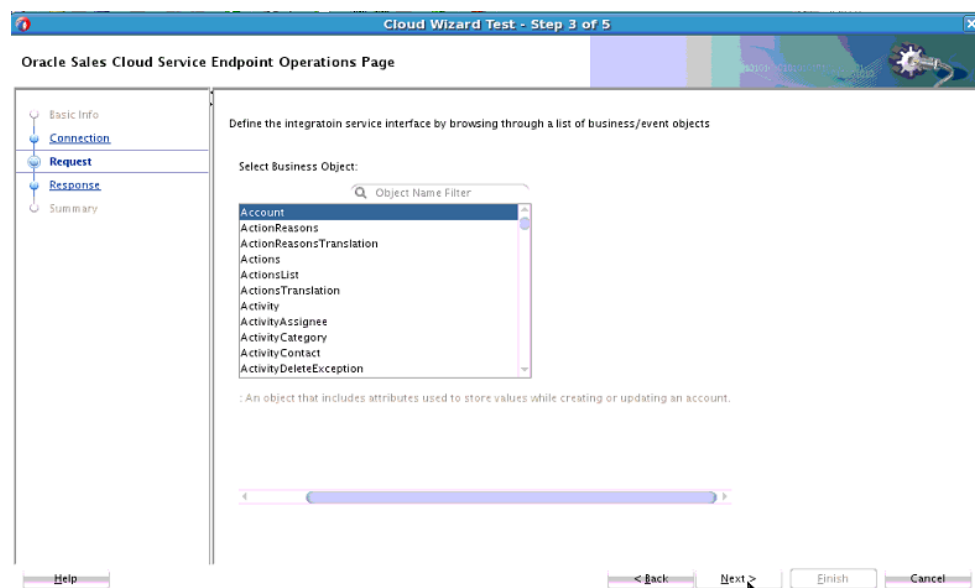 Cloud Wizard Test - Step 3 of 5
Oracle Sales Cloud Service Endpoint Operations Page
Basic Info
Connection
Request
Response
Summary
Define the integratoin service interface by browsing through a list of business/event objects
Select Business Object:
Object Name Filter
Account
ActionReasons
ActionReasonsTranslation
Actions
ActionsList
ActionsTranslation
Activity
ActivityAssignee
ActivityCategory
ActivityContact
ActivityDeleteException
: An object that includes attributes used to store values while creating or updating an account.
Help
< Back
Next >
Finish
Cancel